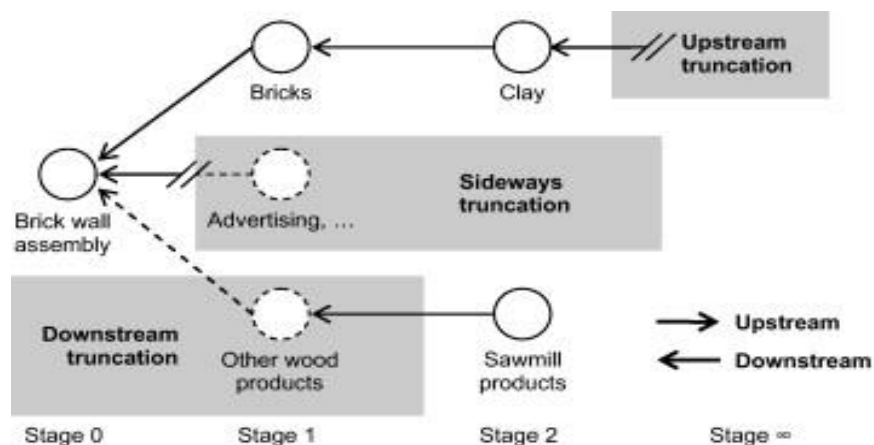 Upstream
truncation
Bricks
Clay
Sideways
truncation
Brick wall
assembly
Advertising, ...
Downstream
truncation
Other wood
products
Sawmill
products
Upstream
Downstream
Stage 0
Stage 1
Stage 2
Stage ∞